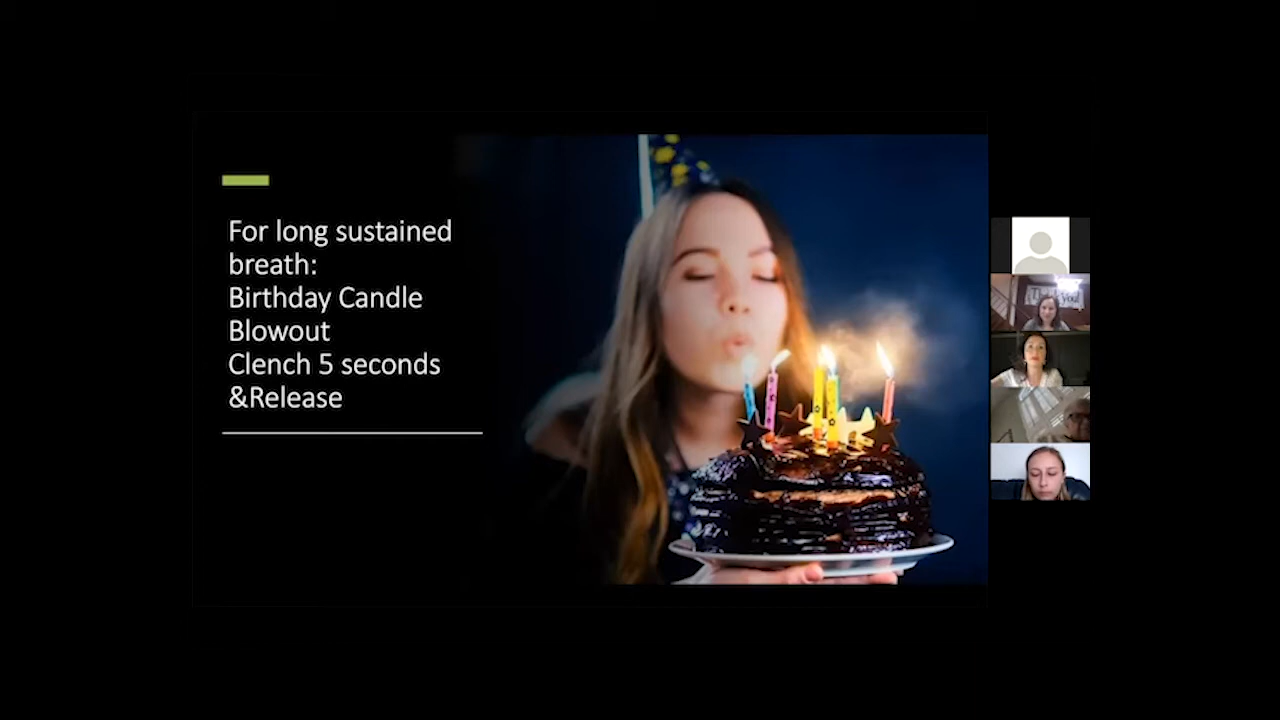 For long sustained
breath:
Birthday Candle
Blowout
Clench 5 seconds
&Release